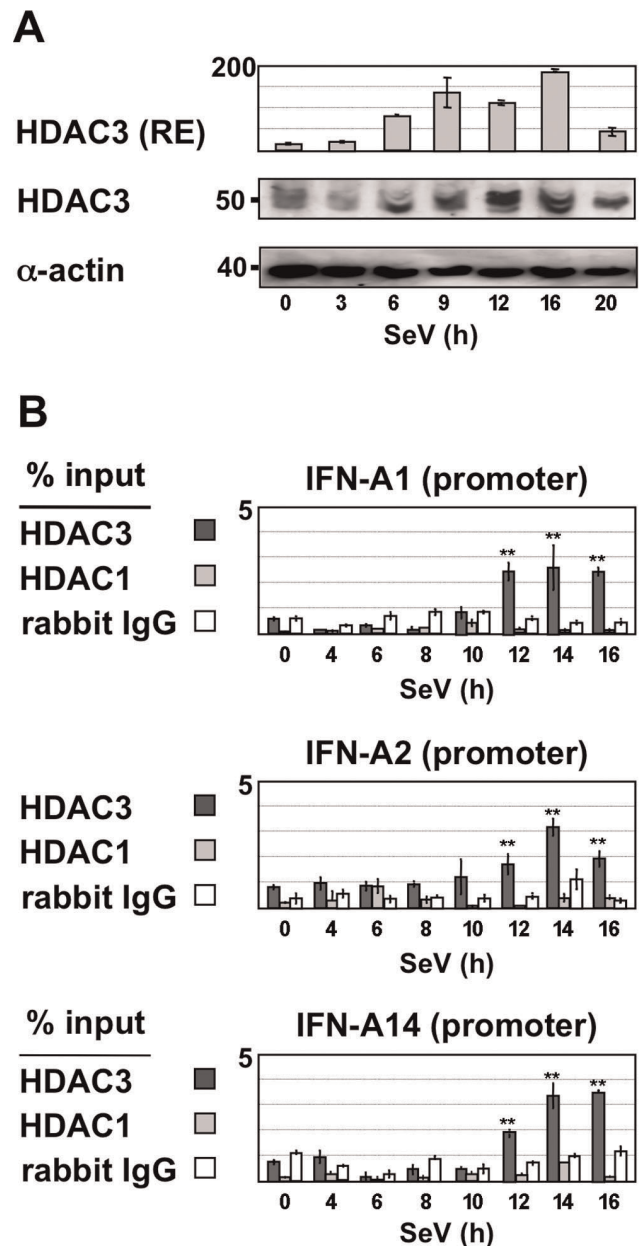 A
200
HDAC3 (RE)
HDAC3 50
α-actin 40
0 3 6 9 12 16 20
SeV (h)
B
% input IFN-A1 (promoter)
5
HDAC3 ** ** **
HDAC1
rabbit IgG
0 4 6 8 10 12 14 16
SeV (h)
IFN-A2 (promoter)
5
HDAC3 ** ** **
HDAC1
rabbit IgG
0 4 6 8 10 12 14 16
SeV (h)
% input IFN-A14 (promoter)
5
HDAC3 ** ** **
HDAC1
rabbit IgG
0 4 6 8 10 12 14 16
SeV (h)